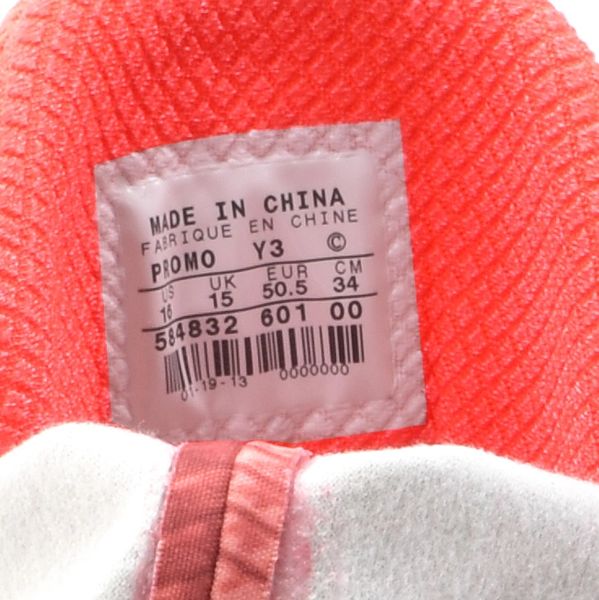 MADE IN CHINA
FABRIQUE EN CHINE
PROMO Y3 ©
US UK EUR CM
16 15 50.5 34
584832 601 00
01-19-13 0000000